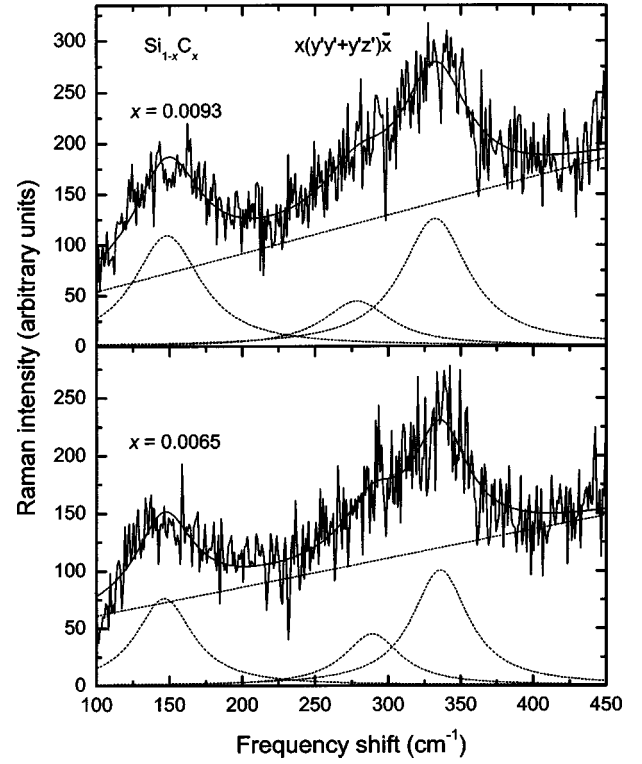 Si₁₋ₓCₓ x(y'y'+y'z')x̄
x = 0.0093
300
250
200
150
100
50
0
x = 0.0065
250
200
150
100
50
0
100 150 200 250 300 350 400 450
Raman intensity (arbitrary units)
Frequency shift (cm⁻¹)